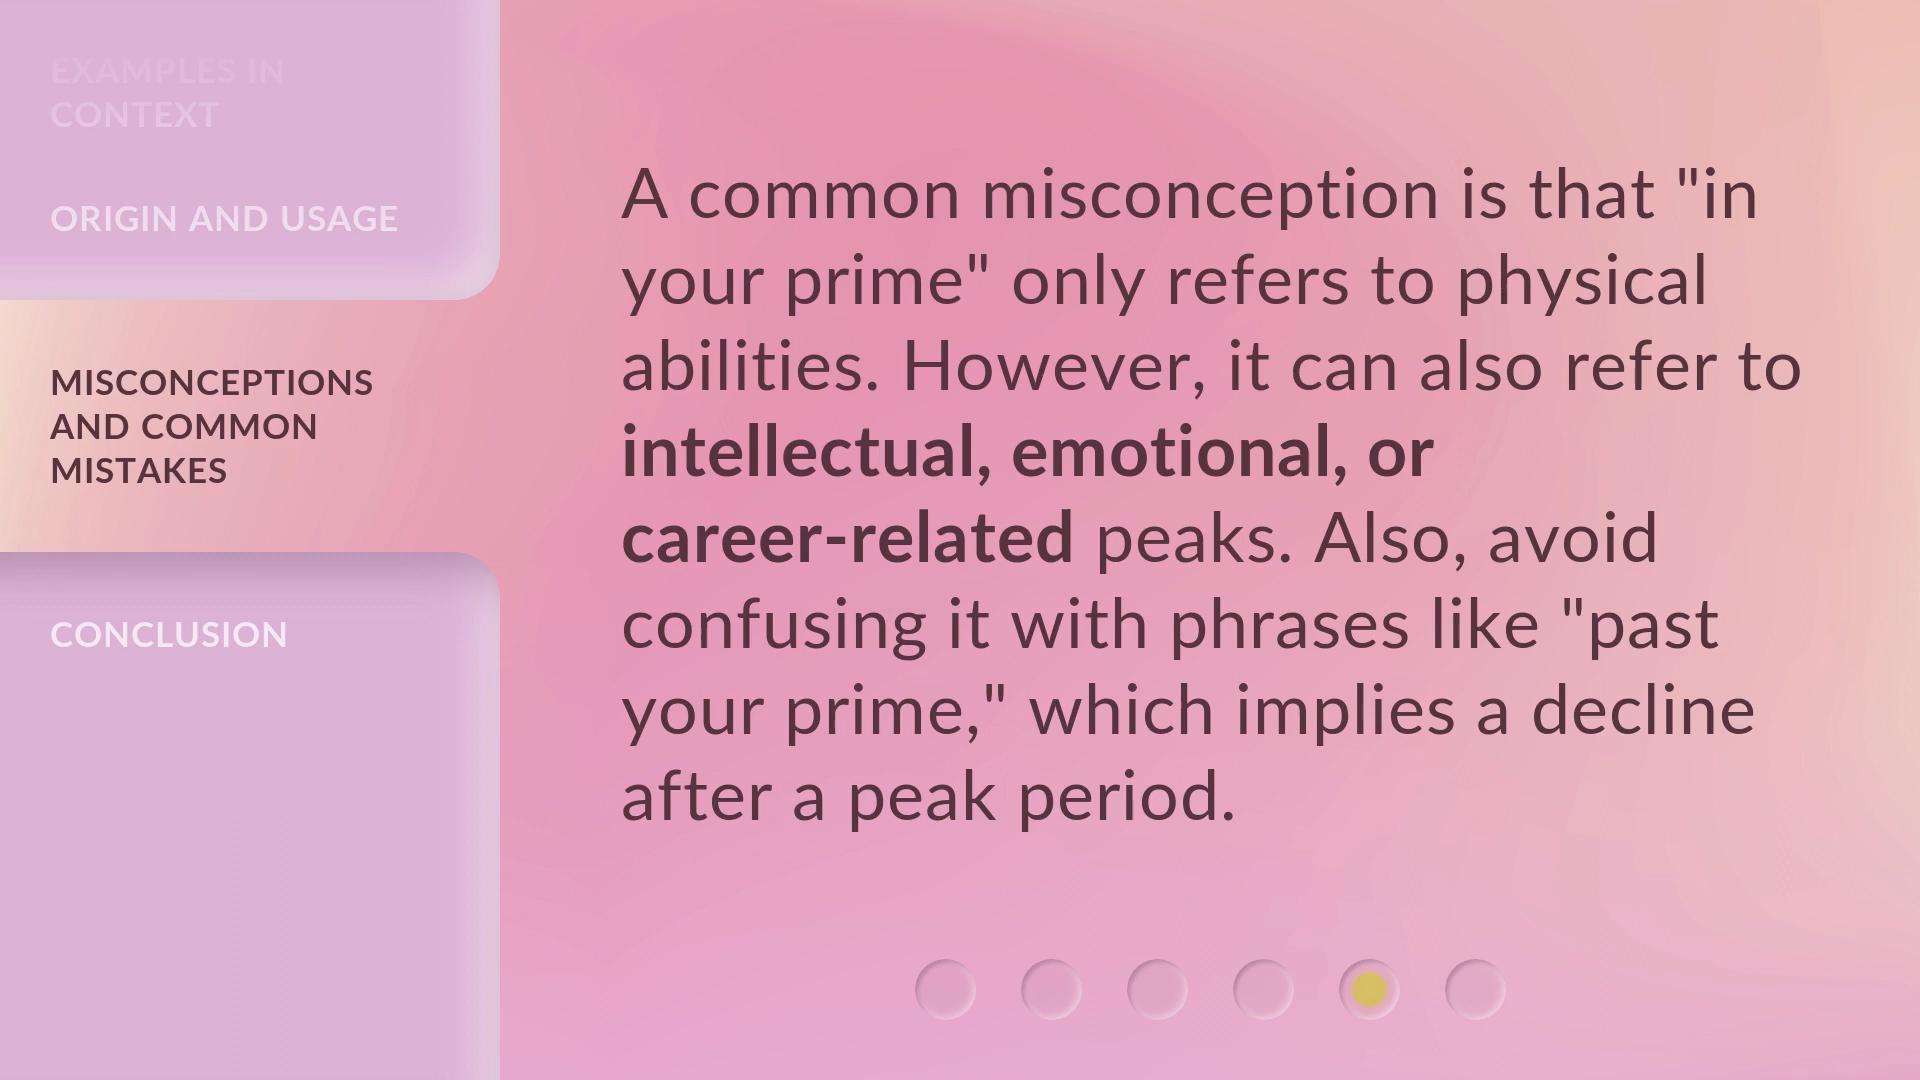 EXAMPLES IN
CONTEXT
ORIGIN AND USAGE
MISCONCEPTIONS
AND COMMON
MISTAKES
CONCLUSION
A common misconception is that "in
your prime" only refers to physical
abilities. However, it can also refer to
intellectual, emotional, or
career-related peaks. Also, avoid
confusing it with phrases like "past
your prime," which implies a decline
after a peak period.